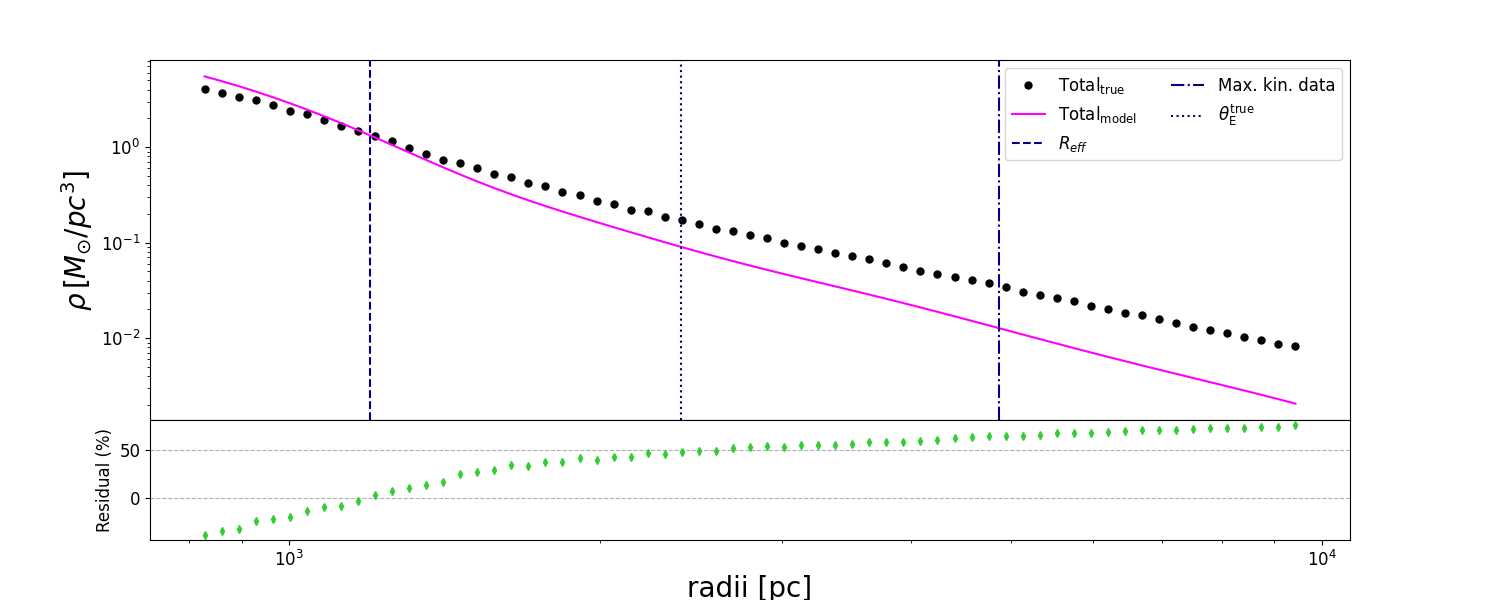 ρ [M⊙/pc³]
10⁰
10⁻¹
10⁻²
Total_true
Total_model
R_eff
Max. kin. data
θ_E^true
Residual (%)
50
0
10³
10⁴
radii [pc]